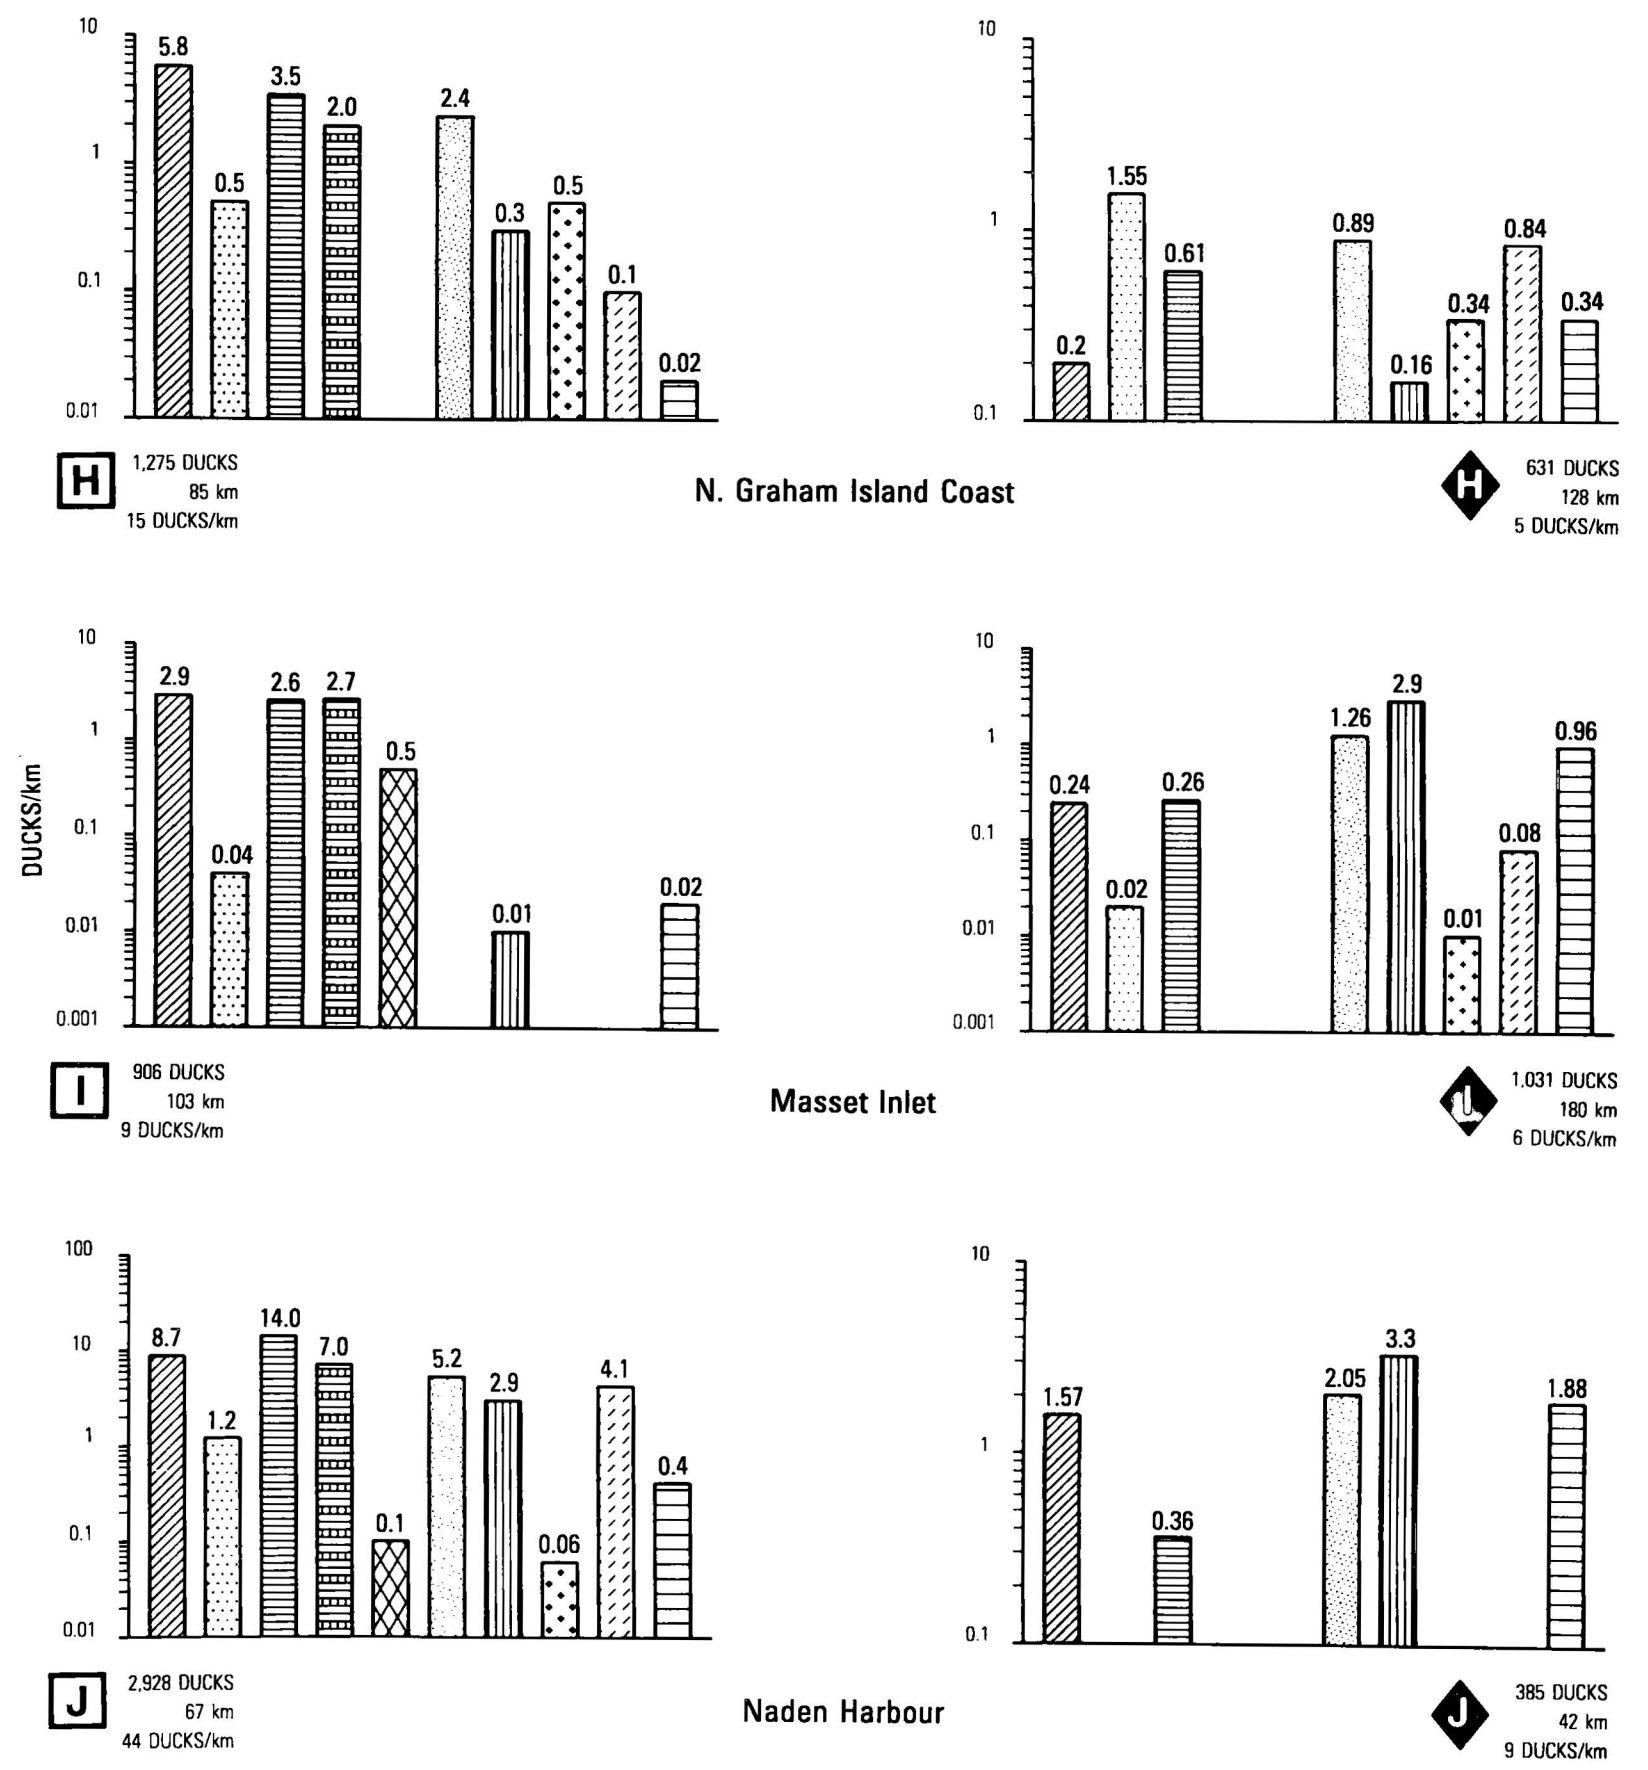 10
1
0.1
0.01
5.8
0.5
3.5
2.0
2.4
0.3
0.5
0.1
0.02
H
1,275 DUCKS
85 km
15 DUCKS/km
N. Graham Island Coast
10
1
0.1
0.2
1.55
0.61
0.89
0.16
0.34
0.84
0.34
H
631 DUCKS
128 km
5 DUCKS/km
DUCKS/km
10
1
0.1
0.01
0.001
2.9
0.04
2.6
2.7
0.5
0.01
0.02
I
906 DUCKS
103 km
9 DUCKS/km
Masset Inlet
10
1
0.1
0.01
0.001
0.24
0.02
0.26
1.26
2.9
0.01
0.08
0.96
I
1,031 DUCKS
180 km
6 DUCKS/km
100
10
1
0.1
0.01
8.7
1.2
14.0
7.0
0.1
5.2
2.9
0.06
4.1
0.4
J
2,928 DUCKS
67 km
44 DUCKS/km
Naden Harbour
10
1
0.1
1.57
0.36
2.05
3.3
1.88
J
385 DUCKS
42 km
9 DUCKS/km